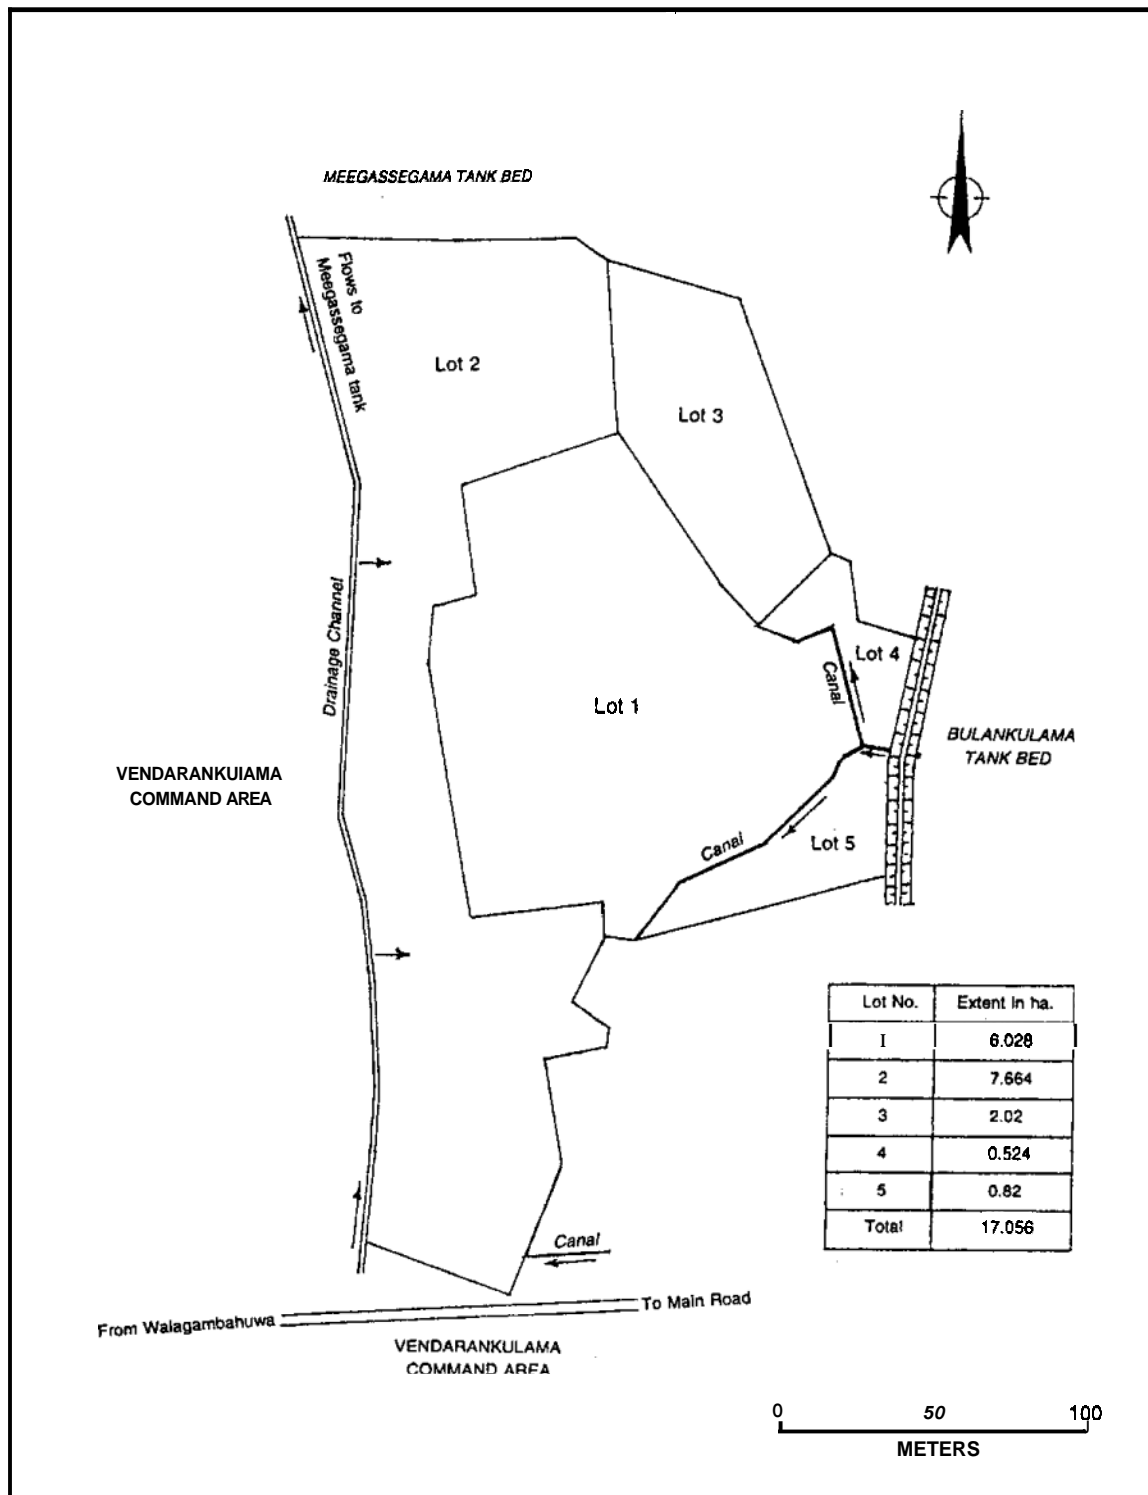 MEEGASSEGAMA TANK BED
Flows to
Meegassegama tank
Lot 2
Lot 3
Drainage Channel
Lot 4
Canal
Lot 1
BULANKULAMA
TANK BED
VENDARANKUIAMA
COMMAND AREA
Canal
Lot 5
Lot No. Extent in ha.
I 6.028
2 7.664
3 2.02
4 0.524
5 0.82
Total 17.056
Canal
From Walagambahuwa
To Main Road
VENDARANKULAMA
COMMAND AREA
0 50 100
METERS